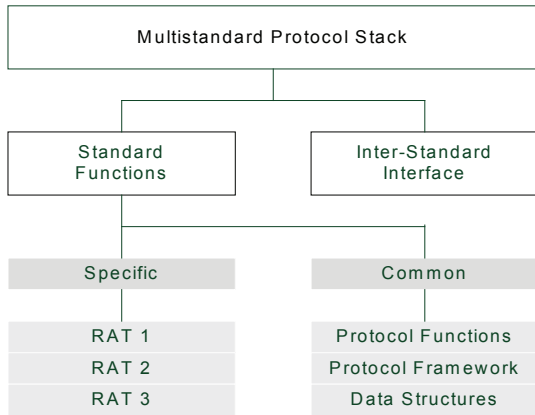 Multistandard Protocol Stack
Standard
Functions
Inter-Standard
Interface
Specific
Common
RAT 1
Protocol Functions
RAT 2
Protocol Framework
RAT 3
Data Structures